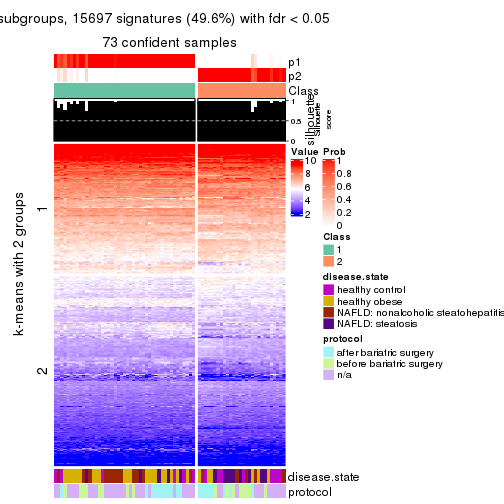 subgroups, 15697 signatures (49.6%) with fdr < 0.05
73 confident samples
p1
p2
Class
1
0.5
0
silhouette
Silhouette
score
k-means with 2 groups
1
2
Value
10
8
6
4
2
Prob
1
0.8
0.6
0.4
0.2
0
Class
1
2
disease.state
healthy control
healthy obese
NAFLD: nonalcoholic steatohepatitis
NAFLD: steatosis
protocol
after bariatric surgery
before bariatric surgery
n/a
disease.state
protocol